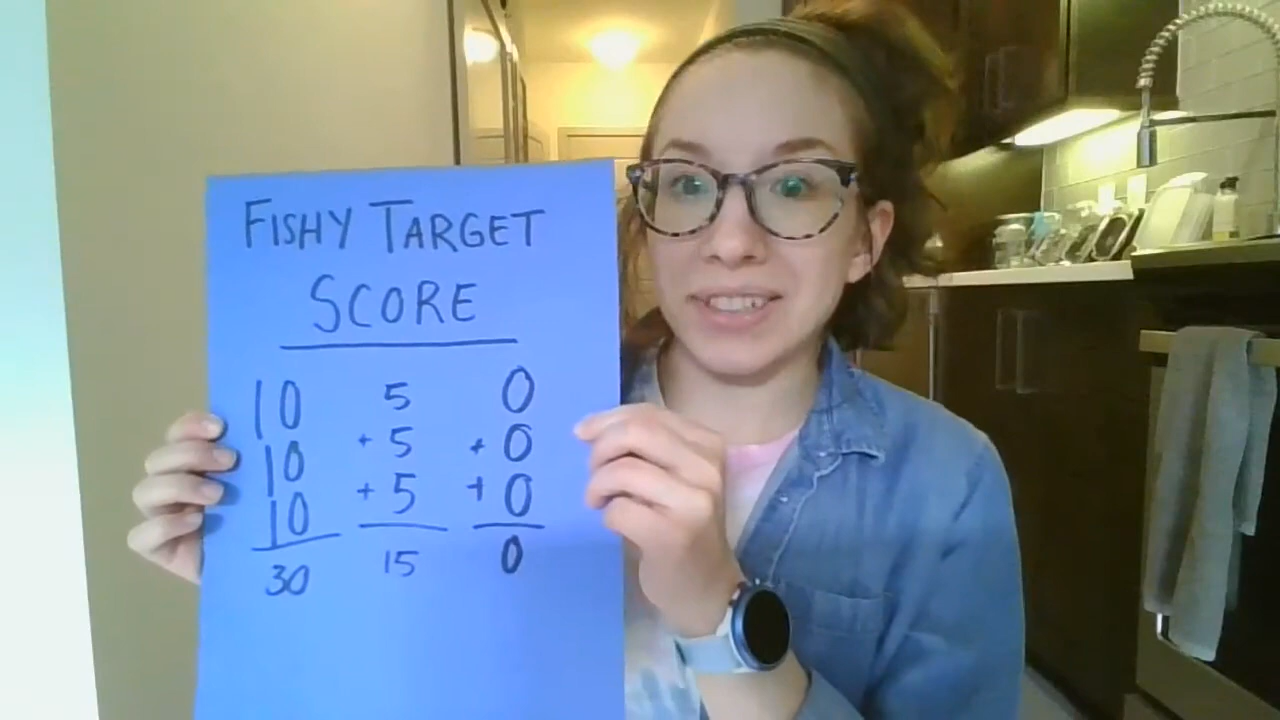 FISHY TARGET
SCORE
10 5 0
10 + 5 + 0
10 + 5 + 0
30 15 0